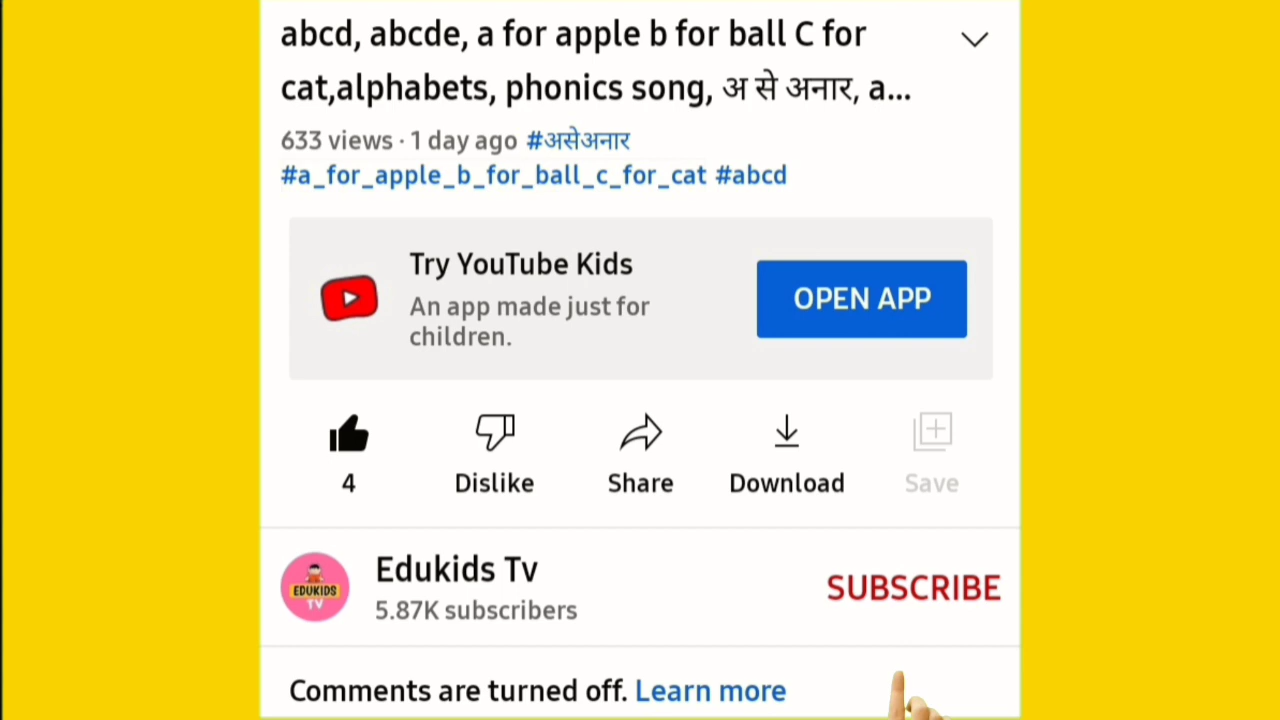 abcd, abcde, a for apple b for ball C for
cat,alphabets, phonics song, अ से अनार, a...
633 views · 1 day ago #असेअनार
#a_for_apple_b_for_ball_c_for_cat #abcd
Try YouTube Kids
An app made just for
children.
OPEN APP
4 Dislike Share Download Save
EDUKIDS
TV
Edukids Tv
5.87K subscribers
SUBSCRIBE
Comments are turned off. Learn more